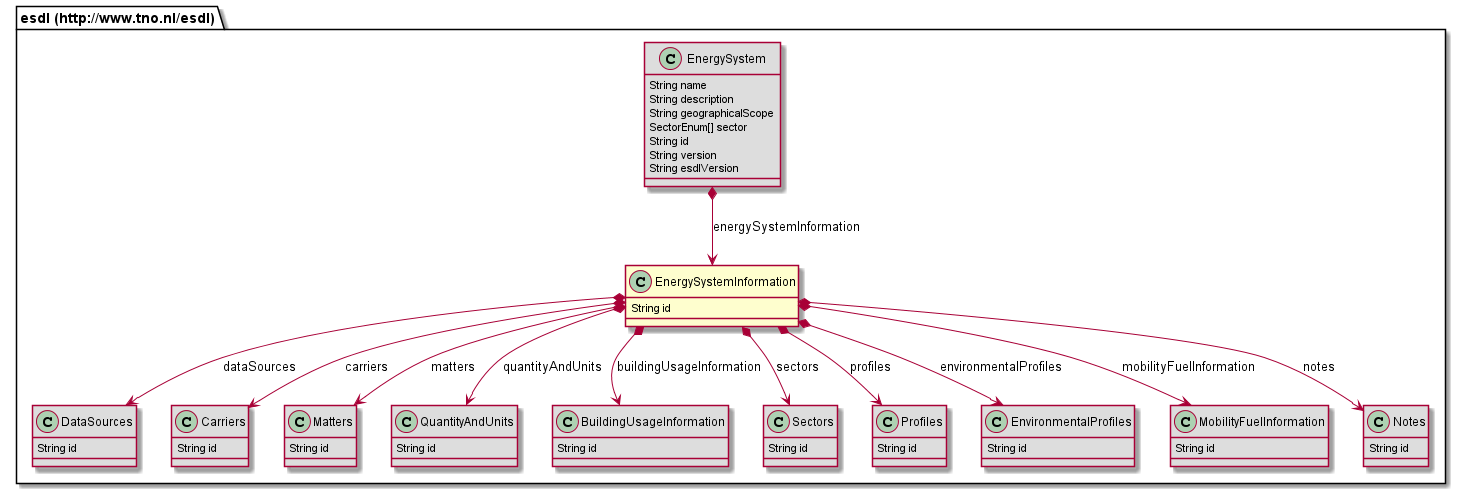 esdl (http://www.tno.nl/esdl)
C EnergySystem
String name
String description
String geographicalScope
SectorEnum[] sector
String id
String version
String esdlVersion
energySystemInformation
C EnergySystemInformation
String id
dataSources
carriers
matters
quantityAndUnits
buildingUsageInformation
sectors
profiles
environmentalProfiles
mobilityFuelInformation
notes
C DataSources
String id
C Carriers
String id
C Matters
String id
C QuantityAndUnits
String id
C BuildingUsageInformation
String id
C Sectors
String id
C Profiles
String id
C EnvironmentalProfiles
String id
C MobilityFuelInformation
String id
C Notes
String id